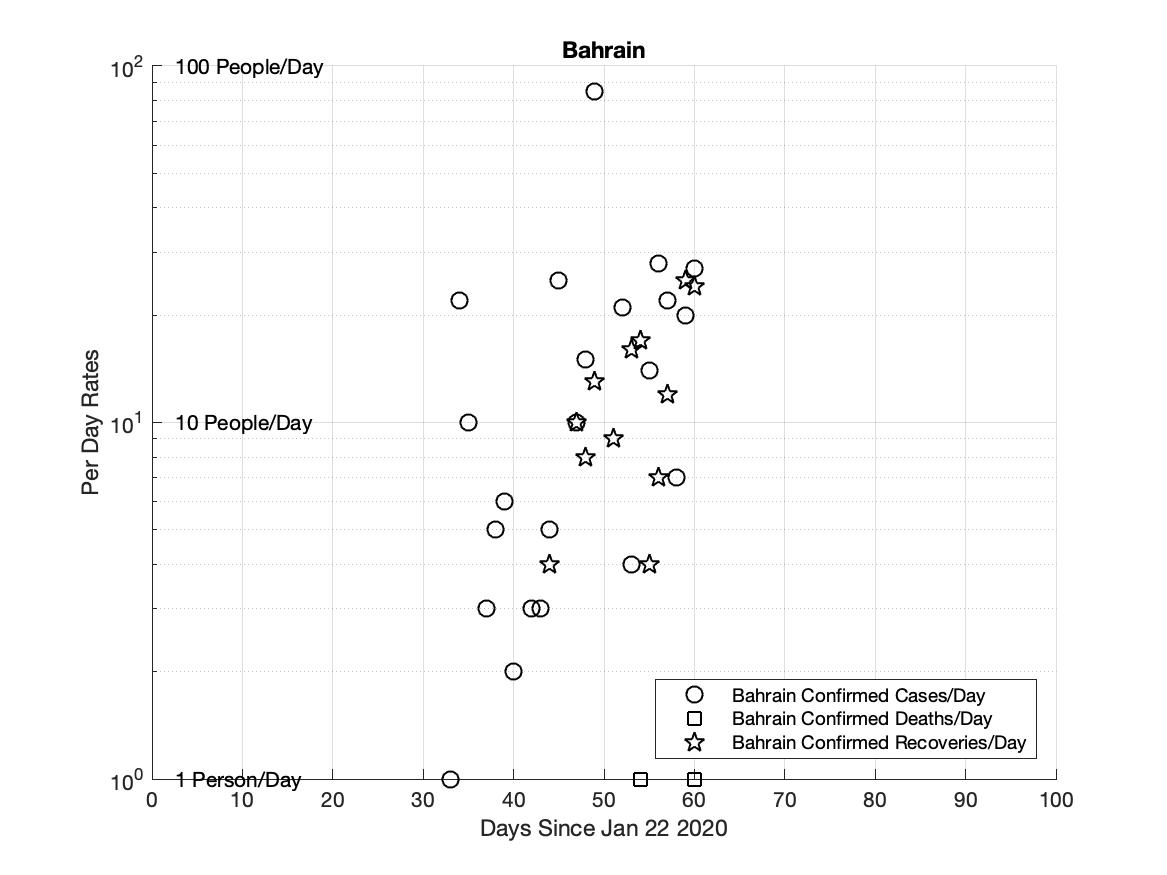 Bahrain
10²
100 People/Day
10¹
10 People/Day
10⁰
1 Person/Day
Per Day Rates
0 10 20 30 40 50 60 70 80 90 100
Days Since Jan 22 2020
Bahrain Confirmed Cases/Day
Bahrain Confirmed Deaths/Day
Bahrain Confirmed Recoveries/Day